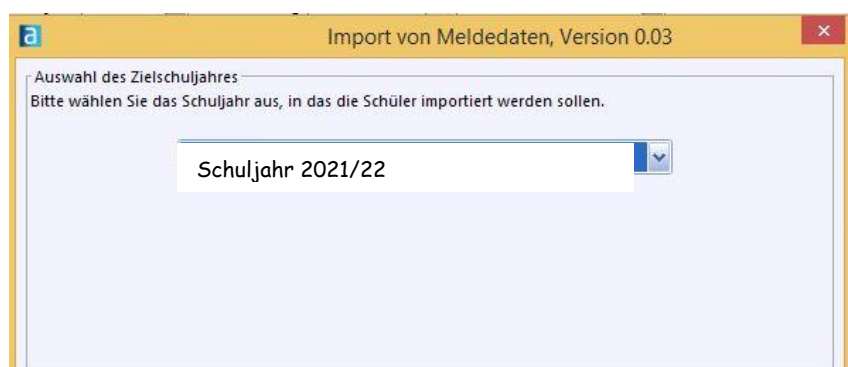 a
Import von Meldedaten, Version 0.03
Auswahl des Zielschuljahres
Bitte wählen Sie das Schuljahr aus, in das die Schüler importiert werden sollen.
Schuljahr 2021/22